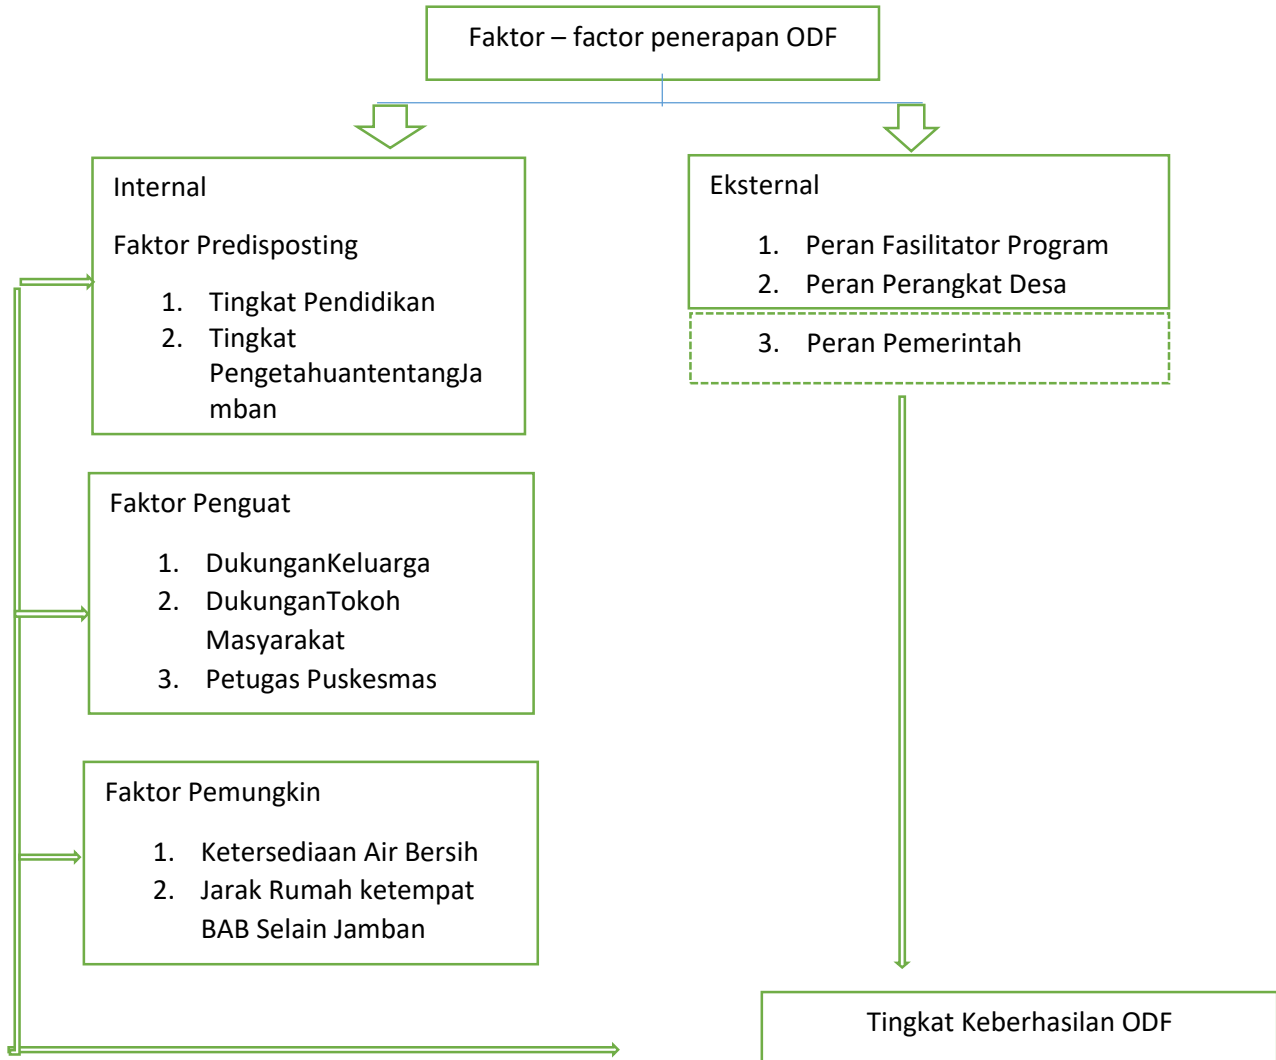 Faktor – factor penerapan ODF
Internal
Faktor Predisposting
1. Tingkat Pendidikan
2. Tingkat
PengetahuantentangJa
mban
Eksternal
1. Peran Fasilitator Program
2. Peran Perangkat Desa
3. Peran Pemerintah
Faktor Penguat
1. DukunganKeluarga
2. DukunganTokoh
Masyarakat
3. Petugas Puskesmas
Faktor Pemungkin
1. Ketersediaan Air Bersih
2. Jarak Rumah ketempat
BAB Selain Jamban
Tingkat Keberhasilan ODF